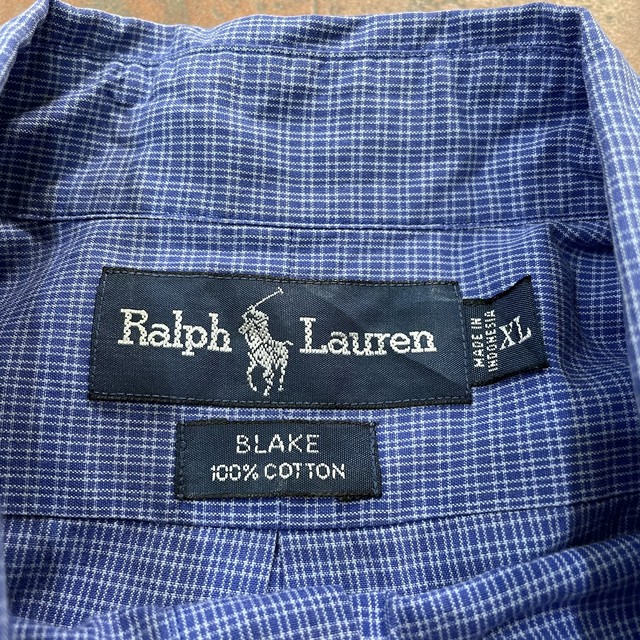 Ralph Lauren
MADE IN
INDONESIA
XL
BLAKE
100% COTTON